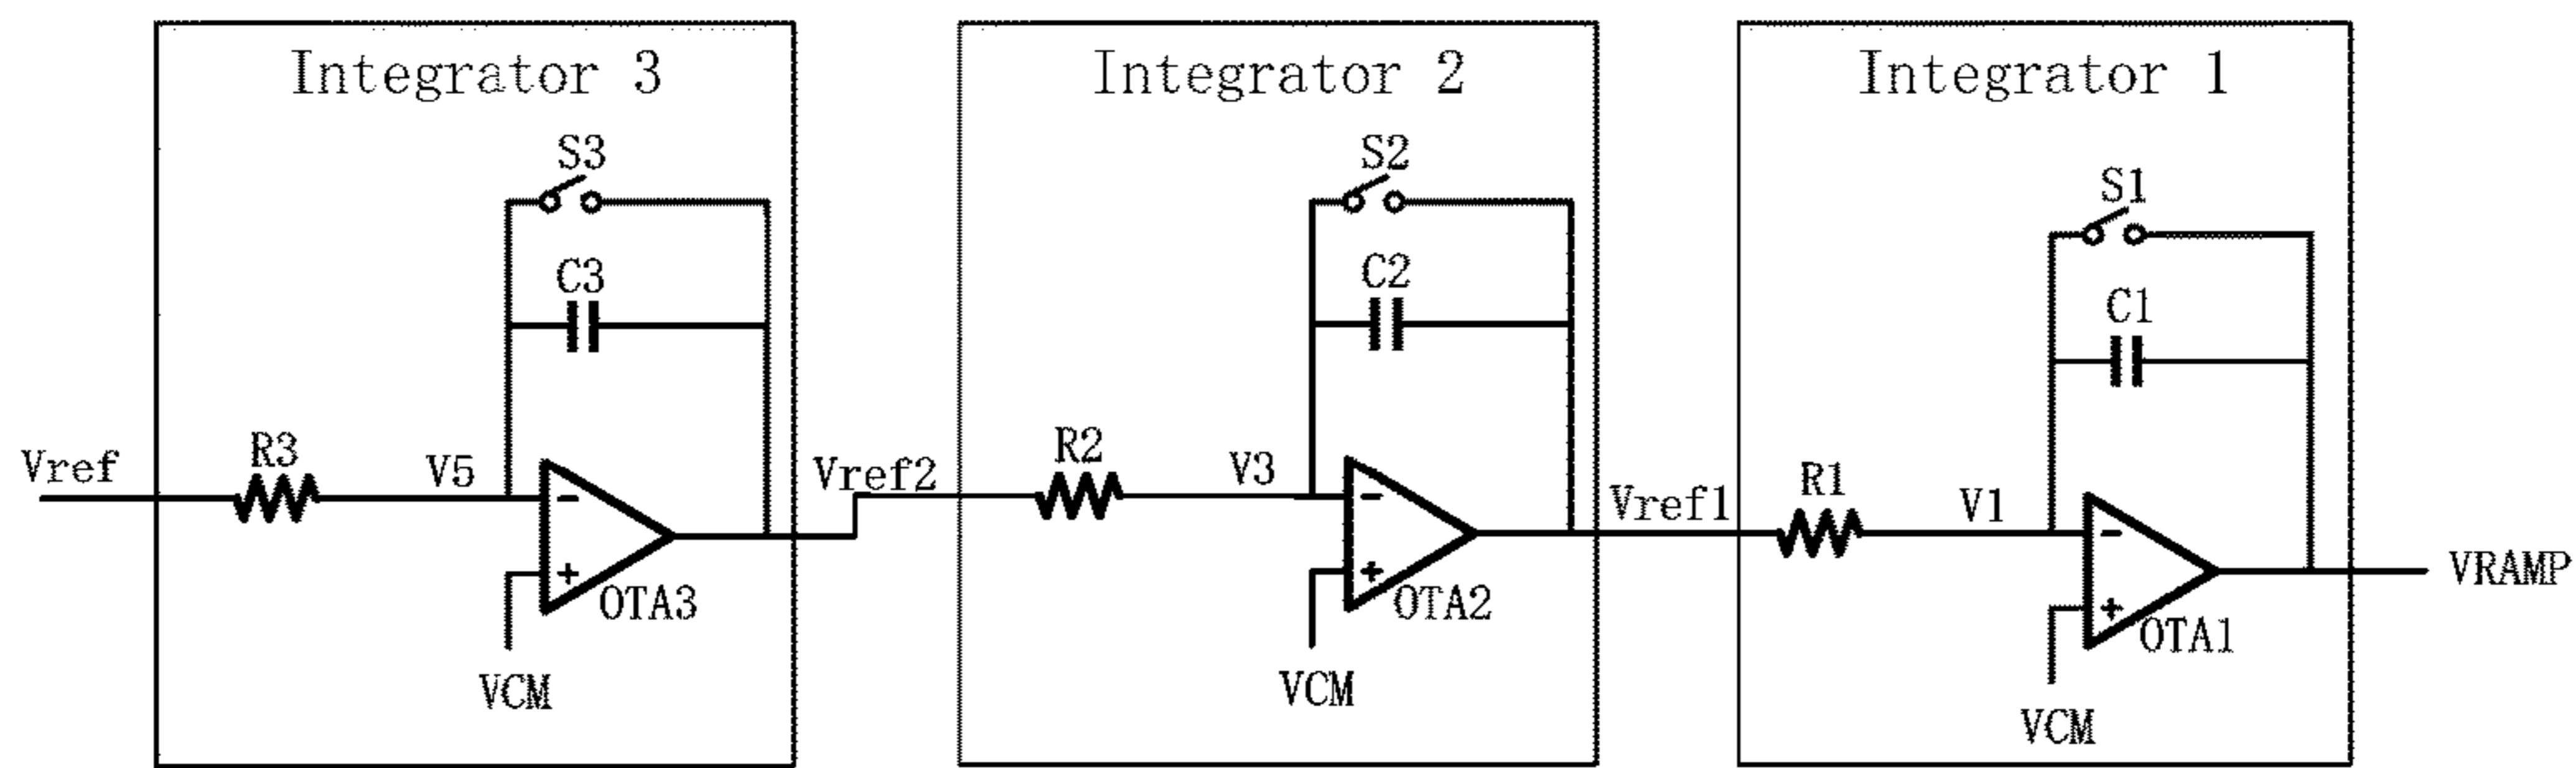 Integrator 3
S3
C3
Vref
R3
V5
-
+
OTA3
VCM
Vref2
Integrator 2
S2
C2
R2
V3
-
+
OTA2
VCM
Vref1
Integrator 1
S1
C1
R1
V1
-
+
OTA1
VCM
VRAMP